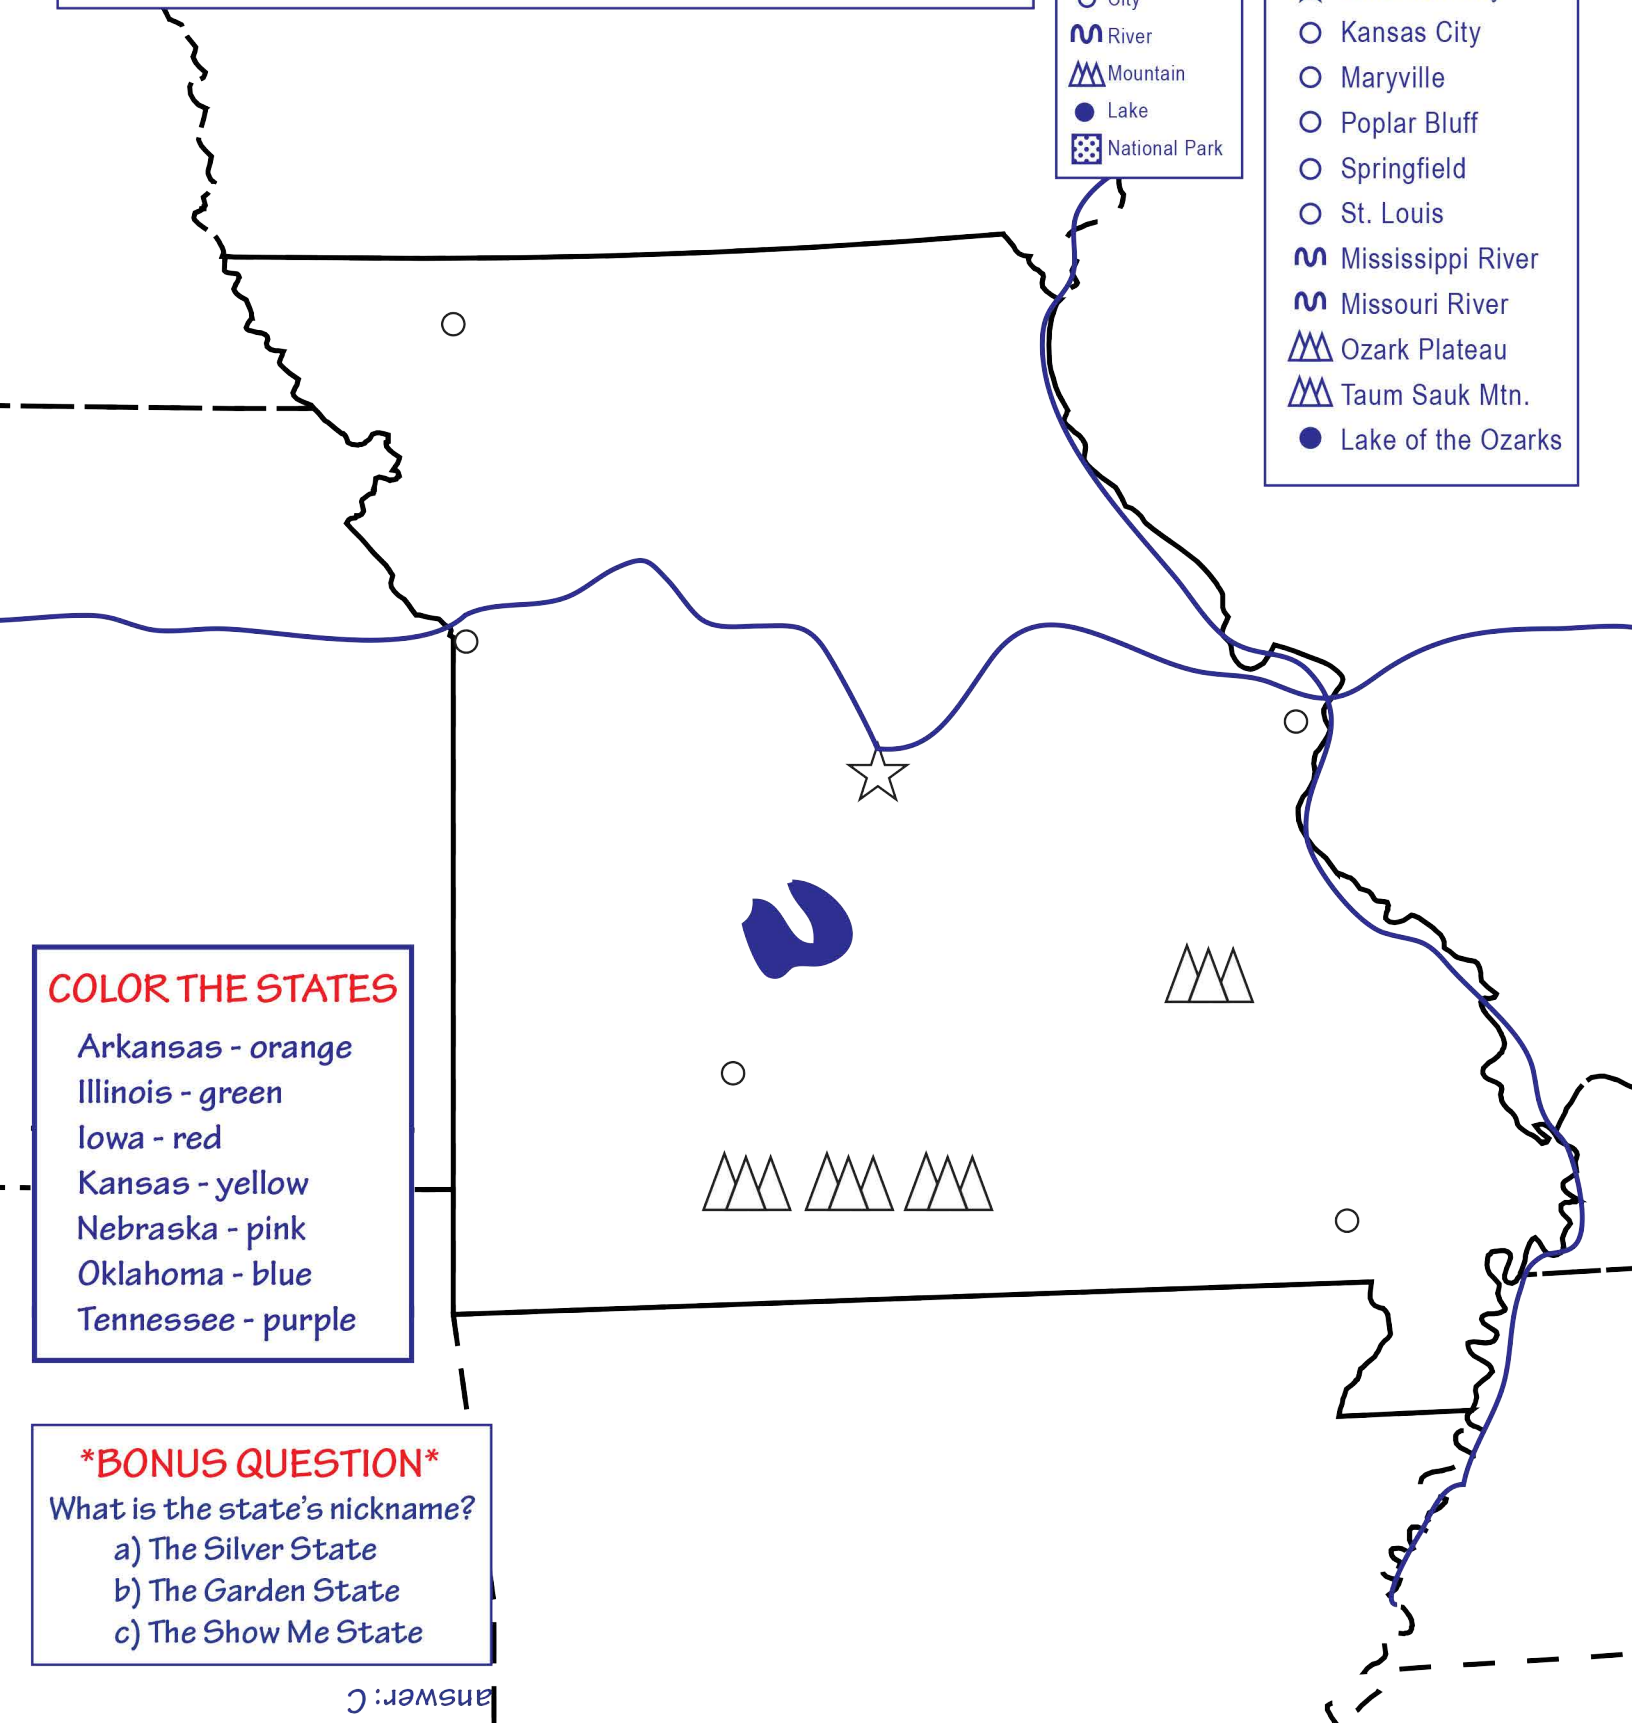 City
River
Mountain
Lake
National Park
Kansas City
Maryville
Poplar Bluff
Springfield
St. Louis
Mississippi River
Missouri River
Ozark Plateau
Taum Sauk Mtn.
Lake of the Ozarks
COLOR THE STATES
Arkansas - orange
Illinois - green
Iowa - red
Kansas - yellow
Nebraska - pink
Oklahoma - blue
Tennessee - purple
*BONUS QUESTION*
What is the state's nickname?
a) The Silver State
b) The Garden State
c) The Show Me State
answer: C